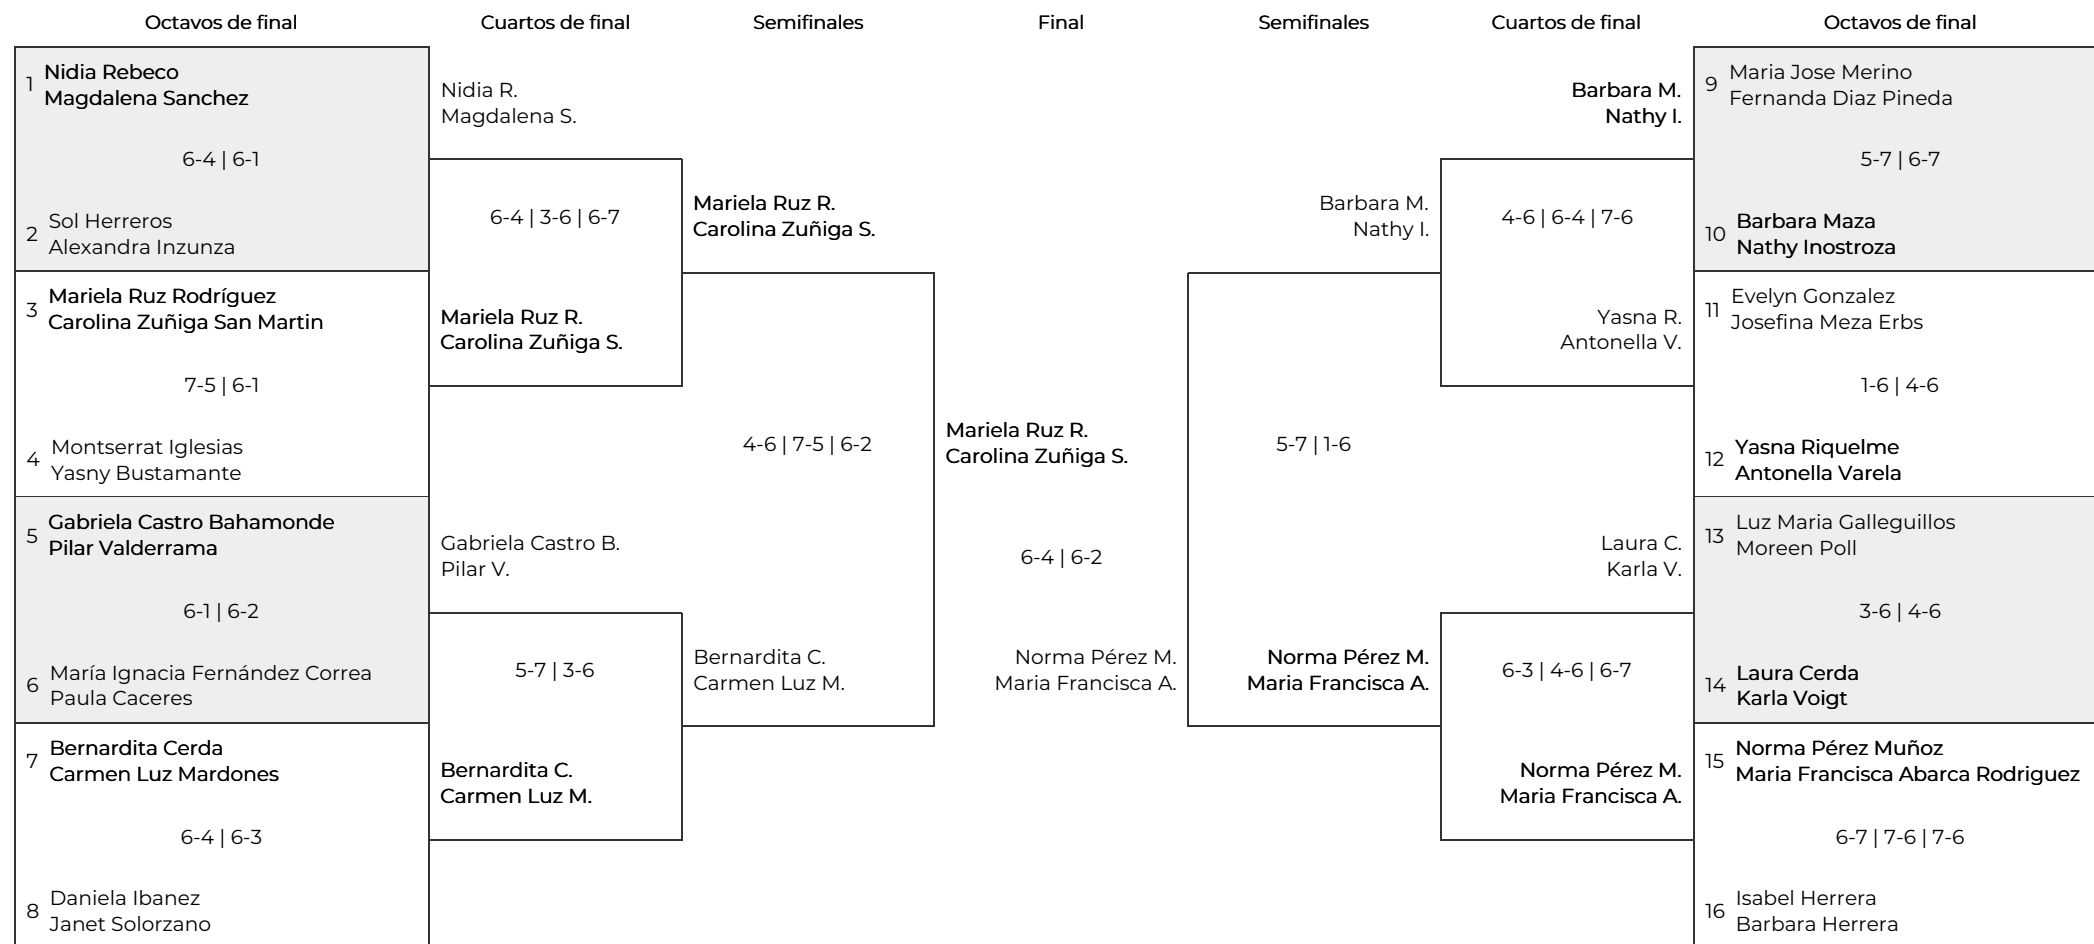 Octavos de final
Cuartos de final
Semifinales
Final
Semifinales
Cuartos de final
Octavos de final
1
Nidia Rebeco
Magdalena Sanchez
6-4 | 6-1
2
Sol Herreros
Alexandra Inzunza
3
Mariela Ruz Rodríguez
Carolina Zuñiga San Martin
7-5 | 6-1
4
Montserrat Iglesias
Yasny Bustamante
5
Gabriela Castro Bahamonde
Pilar Valderrama
6-1 | 6-2
6
María Ignacia Fernández Correa
Paula Caceres
7
Bernardita Cerda
Carmen Luz Mardones
6-4 | 6-3
8
Daniela Ibanez
Janet Solorzano
Nidia R.
Magdalena S.
6-4 | 3-6 | 6-7
Mariela Ruz R.
Carolina Zuñiga S.
Gabriela Castro B.
Pilar V.
5-7 | 3-6
Bernardita C.
Carmen Luz M.
Mariela Ruz R.
Carolina Zuñiga S.
4-6 | 7-5 | 6-2
Bernardita C.
Carmen Luz M.
Mariela Ruz R.
Carolina Zuñiga S.
6-4 | 6-2
Norma Pérez M.
Maria Francisca A.
Barbara M.
Nathy I.
5-7 | 1-6
Norma Pérez M.
Maria Francisca A.
Barbara M.
Nathy I.
4-6 | 6-4 | 7-6
Yasna R.
Antonella V.
Laura C.
Karla V.
6-3 | 4-6 | 6-7
Norma Pérez M.
Maria Francisca A.
9
Maria Jose Merino
Fernanda Diaz Pineda
5-7 | 6-7
10
Barbara Maza
Nathy Inostroza
11
Evelyn Gonzalez
Josefina Meza Erbs
1-6 | 4-6
12
Yasna Riquelme
Antonella Varela
13
Luz Maria Galleguillos
Moreen Poll
3-6 | 4-6
14
Laura Cerda
Karla Voigt
15
Norma Pérez Muñoz
Maria Francisca Abarca Rodriguez
6-7 | 7-6 | 7-6
16
Isabel Herrera
Barbara Herrera